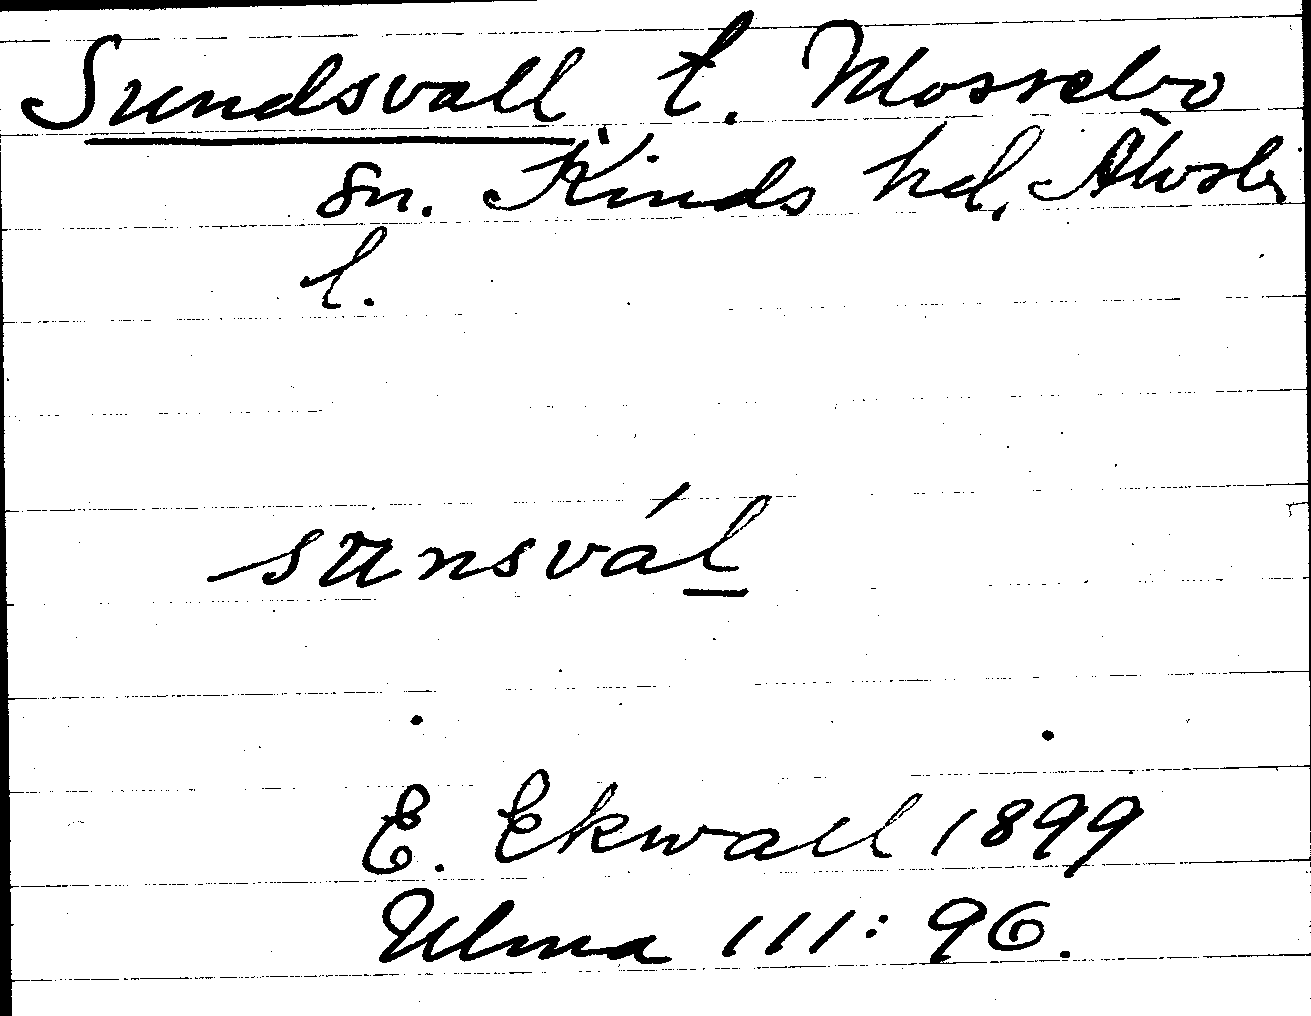 Sundsvall, t. Mossebo
sn. Kinds hd, Älvsb.
l.
sunsvál
E. Ekwall 1899
Ulma 111:96.